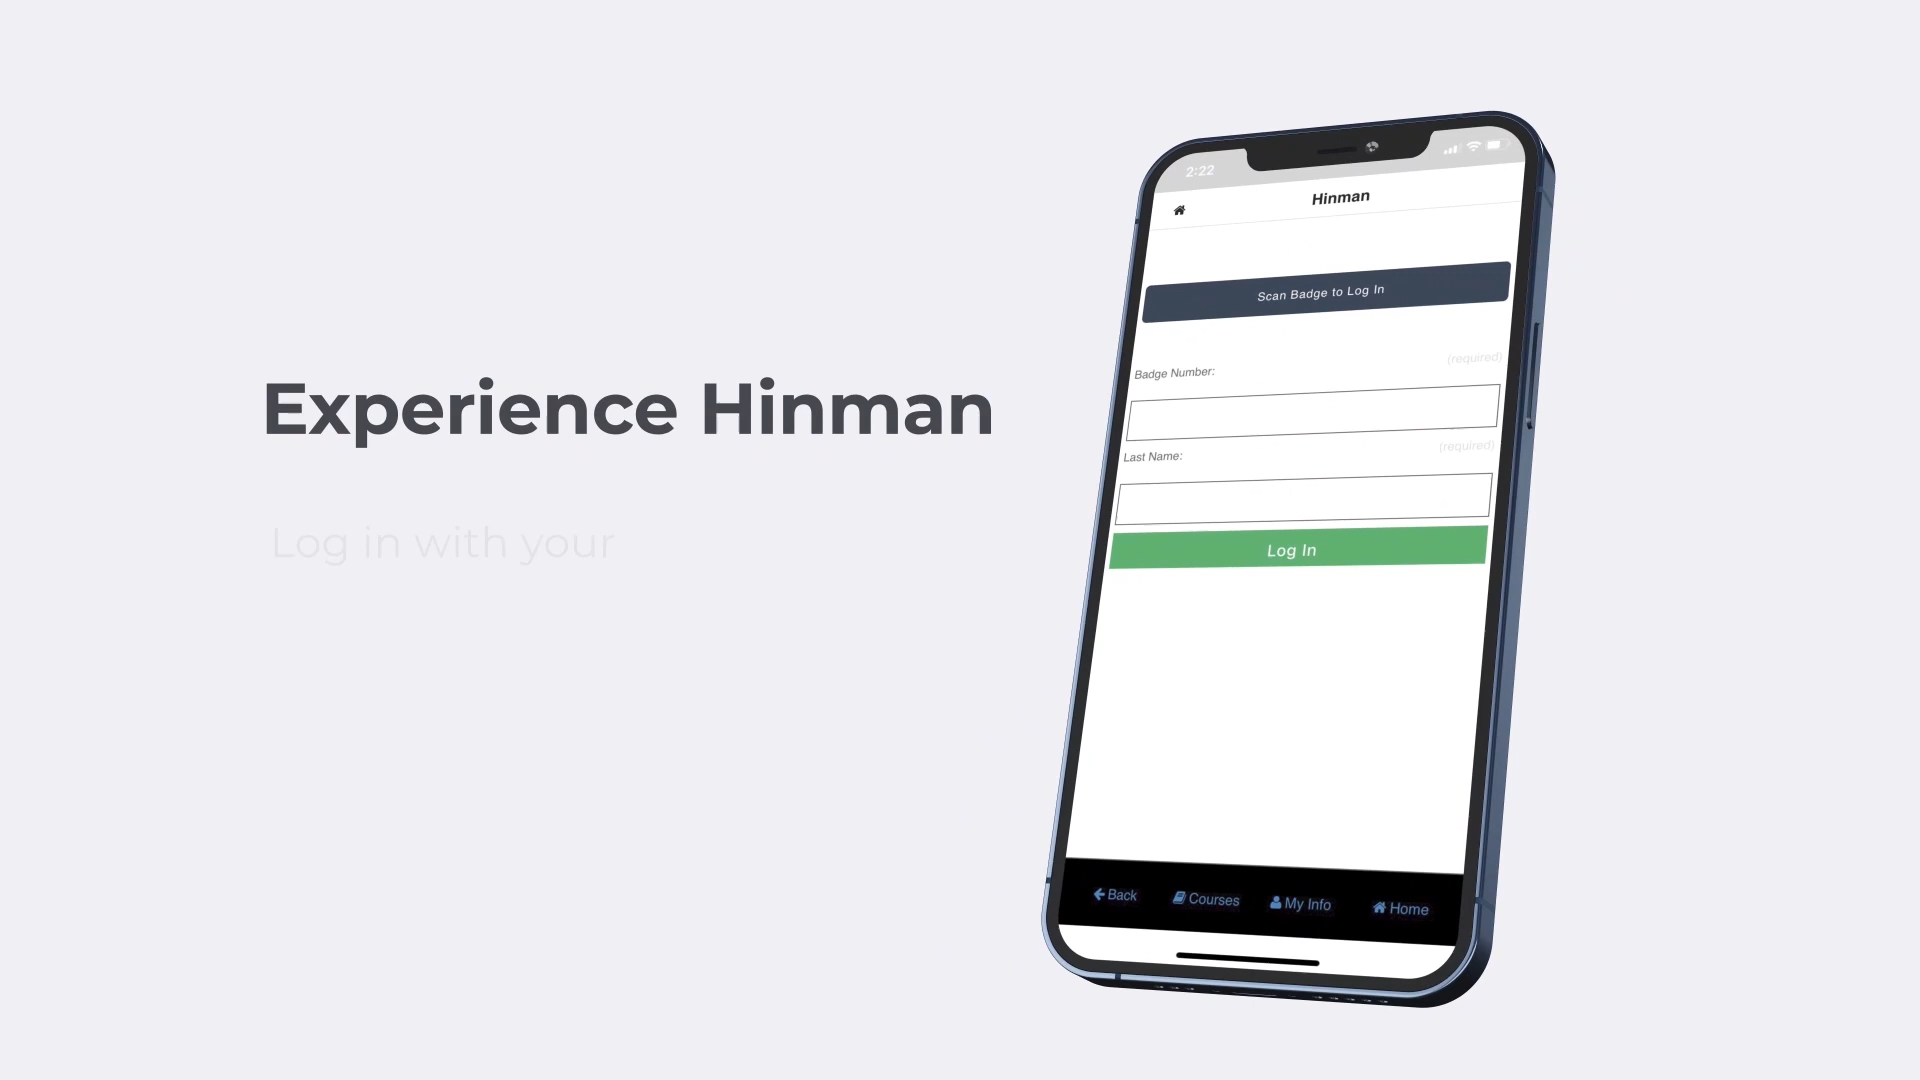 Experience Hinman
Log in with your
2:22
Hinman
Scan Badge to Log In
(required)
Badge Number:
(required)
Last Name:
Log In
Back Courses My Info Home